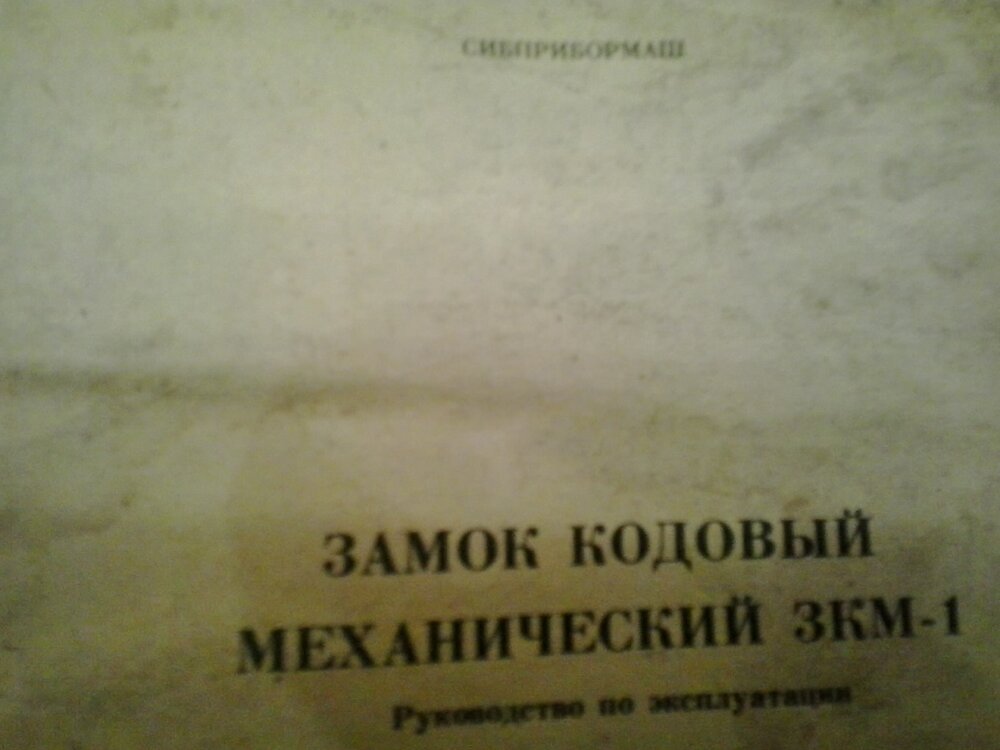 СИБПРИБОРМАШ
ЗАМОК КОДОВЫЙ
МЕХАНИЧЕСКИЙ ЗКМ-1
Руководство по эксплуатации